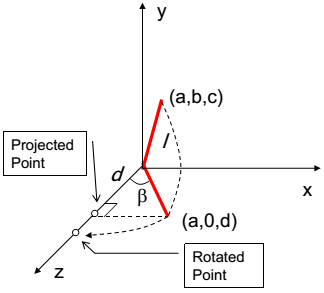 y
(a,b,c)
Projected
Point
d
l
β
x
(a,0,d)
z
Rotated
Point